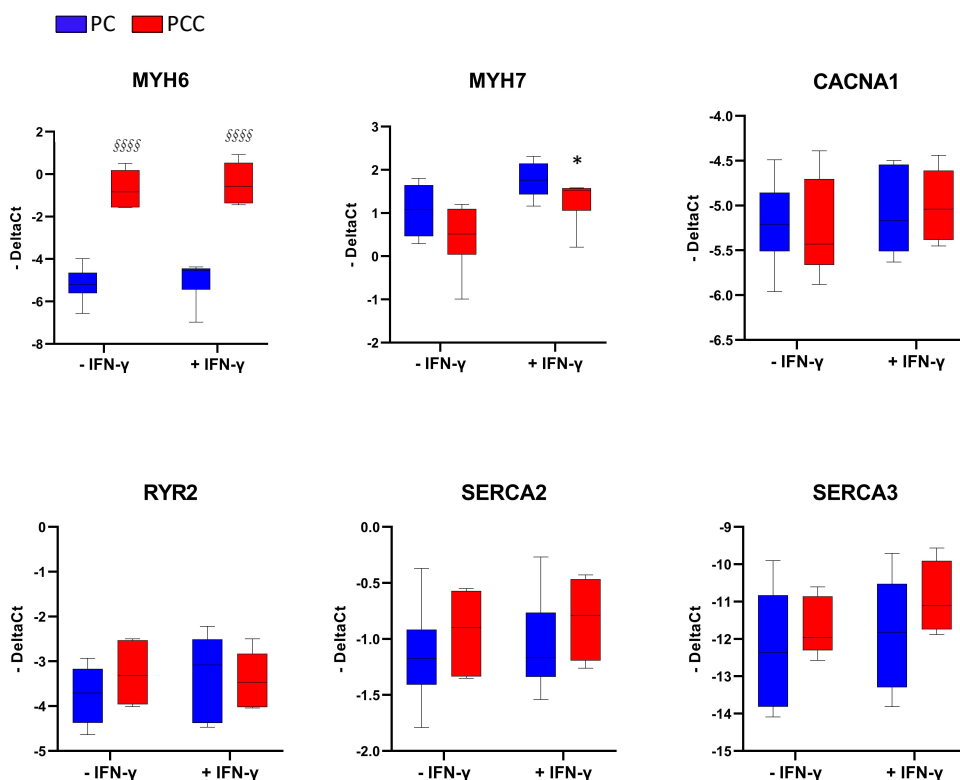 PC PCC
MYH6
- DeltaCt
2
0
-2
-4
-6
-8
§§§§
§§§§
- IFN-γ
+ IFN-γ
MYH7
- DeltaCt
3
2
1
0
-1
-2
*
- IFN-γ
+ IFN-γ
CACNA1
- DeltaCt
-4.0
-4.5
-5.0
-5.5
-6.0
-6.5
- IFN-γ
+ IFN-γ
RYR2
- DeltaCt
0
-1
-2
-3
-4
-5
- IFN-γ
+ IFN-γ
SERCA2
- DeltaCt
0.0
-0.5
-1.0
-1.5
-2.0
- IFN-γ
+ IFN-γ
SERCA3
- DeltaCt
-9
-10
-11
-12
-13
-14
-15
- IFN-γ
+ IFN-γ